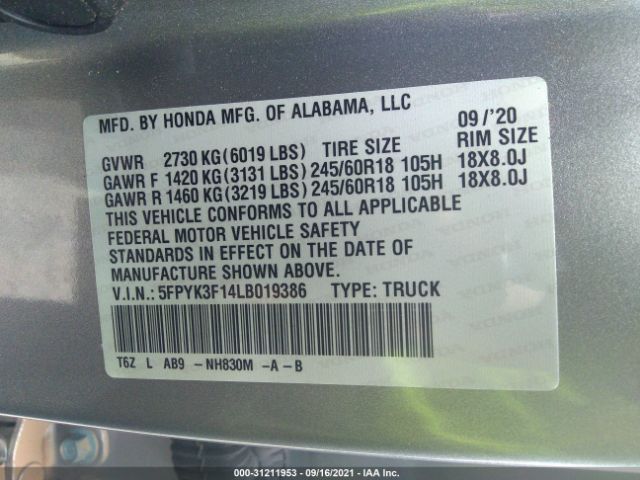 MFD. BY HONDA MFG. OF ALABAMA, LLC 09/'20
GVWR 2730 KG(6019 LBS) TIRE SIZE RIM SIZE
GAWR F 1420 KG(3131 LBS) 245/60R18 105H 18X8.0J
GAWR R 1460 KG(3219 LBS) 245/60R18 105H 18X8.0J
THIS VEHICLE CONFORMS TO ALL APPLICABLE
FEDERAL MOTOR VEHICLE SAFETY
STANDARDS IN EFFECT ON THE DATE OF
MANUFACTURE SHOWN ABOVE.
V.I.N.: 5FPYK3F14LB019386 TYPE: TRUCK
T6Z L AB9 -NH830M -A-B
000-31211953 - 09/16/2021 - IAA Inc.